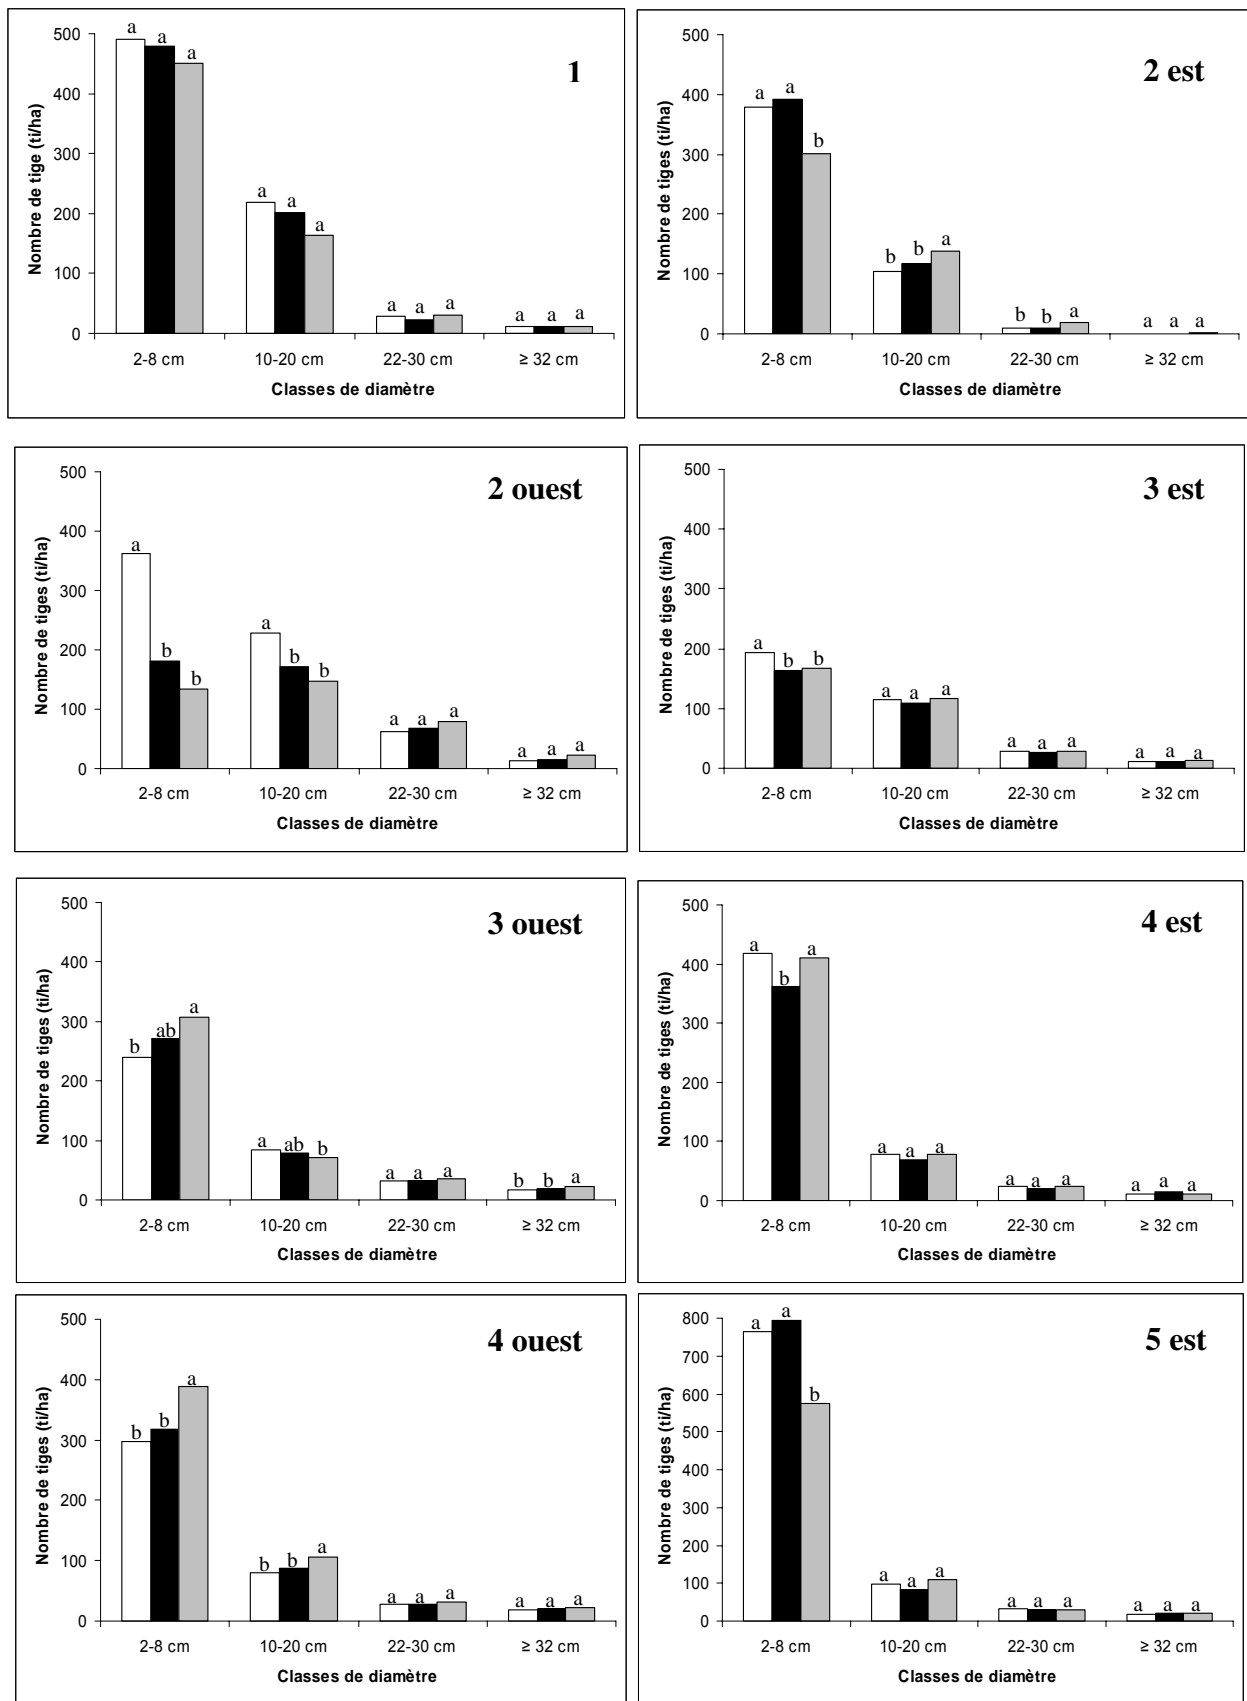 1
Nombre de tige (ti/ha)
500
400
300
200
100
0
a a a
a a a
a a a
a a a
2-8 cm 10-20 cm 22-30 cm ≥ 32 cm
Classes de diamètre
2 est
Nombre de tiges (ti/ha)
500
400
300
200
100
0
a a b
b b a
b b a
a a a
2-8 cm 10-20 cm 22-30 cm ≥ 32 cm
Classes de diamètre
2 ouest
Nombre de tiges (ti/ha)
500
400
300
200
100
0
a b b
a b b
a a a
a a a
2-8 cm 10-20 cm 22-30 cm ≥ 32 cm
Classes de diamètre
3 est
Nombre de tiges (ti/ha)
500
400
300
200
100
0
a b b
a a a
a a a
a a a
2-8 cm 10-20 cm 22-30 cm ≥ 32 cm
Classes de diamètre
3 ouest
Nombre de tiges (ti/ha)
500
400
300
200
100
0
b ab a
a ab b
a a a
b b a
2-8 cm 10-20 cm 22-30 cm ≥ 32 cm
Classes de diamètre
4 est
Nombre de tiges (ti/ha)
500
400
300
200
100
0
a b a
a a a
a a a
a a a
2-8 cm 10-20 cm 22-30 cm ≥ 32 cm
Classes de diamètre
4 ouest
Nombre de tiges (ti/ha)
500
400
300
200
100
0
b b a
b b a
a a a
a a a
2-8 cm 10-20 cm 22-30 cm ≥ 32 cm
Classes de diamètre
5 est
Nombre de tiges (ti/ha)
800
700
600
500
400
300
200
100
0
a a b
a a a
a a a
a a a
2-8 cm 10-20 cm 22-30 cm ≥ 32 cm
Classes de diamètre